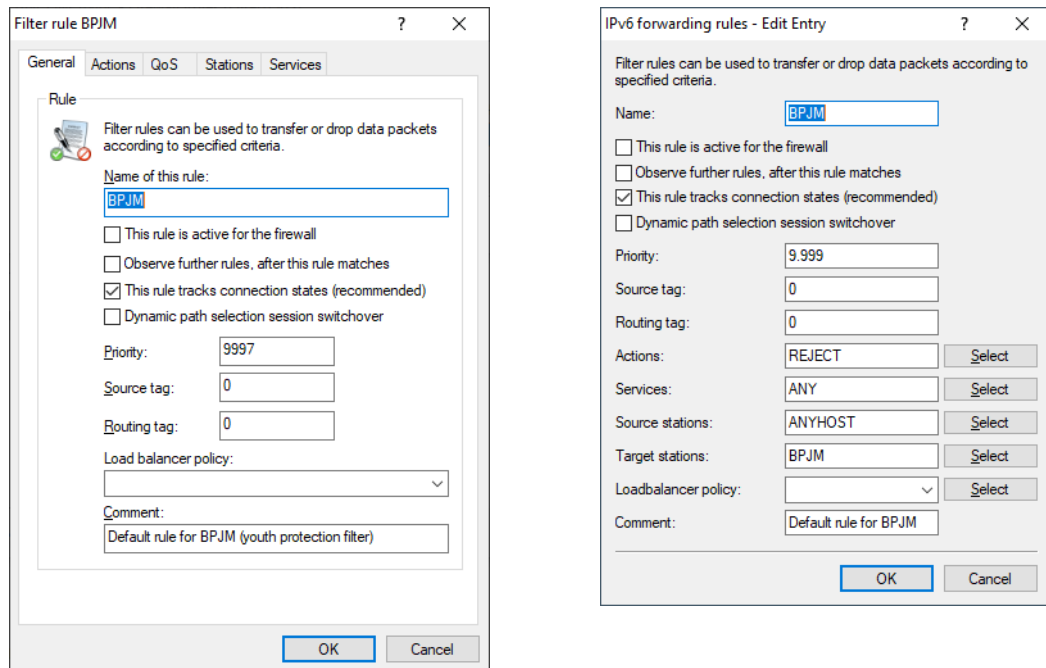 Filter rule BPJM
General Actions QoS Stations Services
Rule
Filter rules can be used to transfer or drop data packets
according to specified criteria.
Name of this rule:
BPJM
This rule is active for the firewall
Observe further rules, after this rule matches
This rule tracks connection states (recommended)
Dynamic path selection session switchover
Priority: 9997
Source tag: 0
Routing tag: 0
Load balancer policy:
Comment:
Default rule for BPJM (youth protection filter)
OK Cancel
IPv6 forwarding rules - Edit Entry
Filter rules can be used to transfer or drop data packets according to
specified criteria.
Name: BPJM
This rule is active for the firewall
Observe further rules, after this rule matches
This rule tracks connection states (recommended)
Dynamic path selection session switchover
Priority: 9.999
Source tag: 0
Routing tag: 0
Actions: REJECT Select
Services: ANY Select
Source stations: ANYHOST Select
Target stations: BPJM Select
Loadbalancer policy: Select
Comment: Default rule for BPJM
OK Cancel